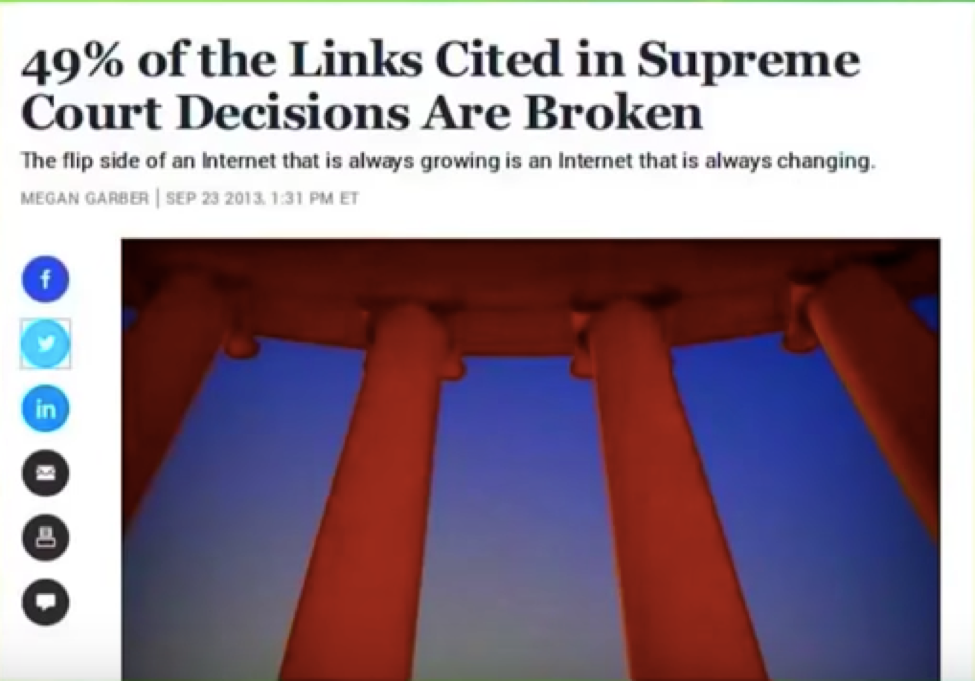 49% of the Links Cited in Supreme
Court Decisions Are Broken
The flip side of an Internet that is always growing is an Internet that is always changing.
MEGAN GARBER | SEP 23 2013, 1:31 PM ET
f
in